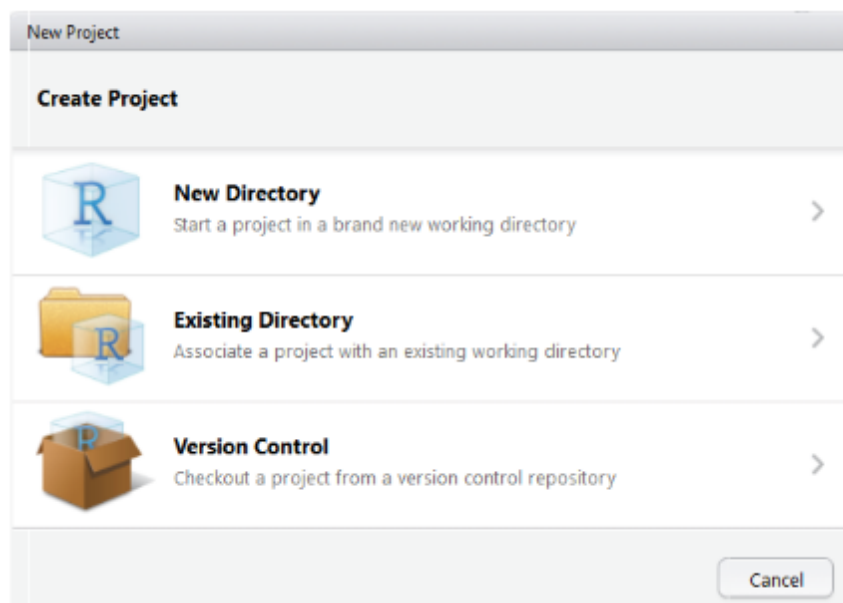 New Project
Create Project
R
New Directory
Start a project in a brand new working directory
R
Existing Directory
Associate a project with an existing working directory
R
Version Control
Checkout a project from a version control repository
Cancel